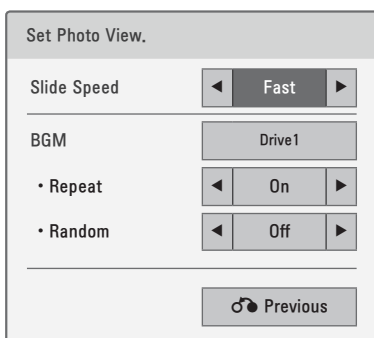 Set Photo View.
Slide Speed ◀ Fast ▶
BGM Drive1
• Repeat ◀ On ▶
• Random ◀ Off ▶
Previous